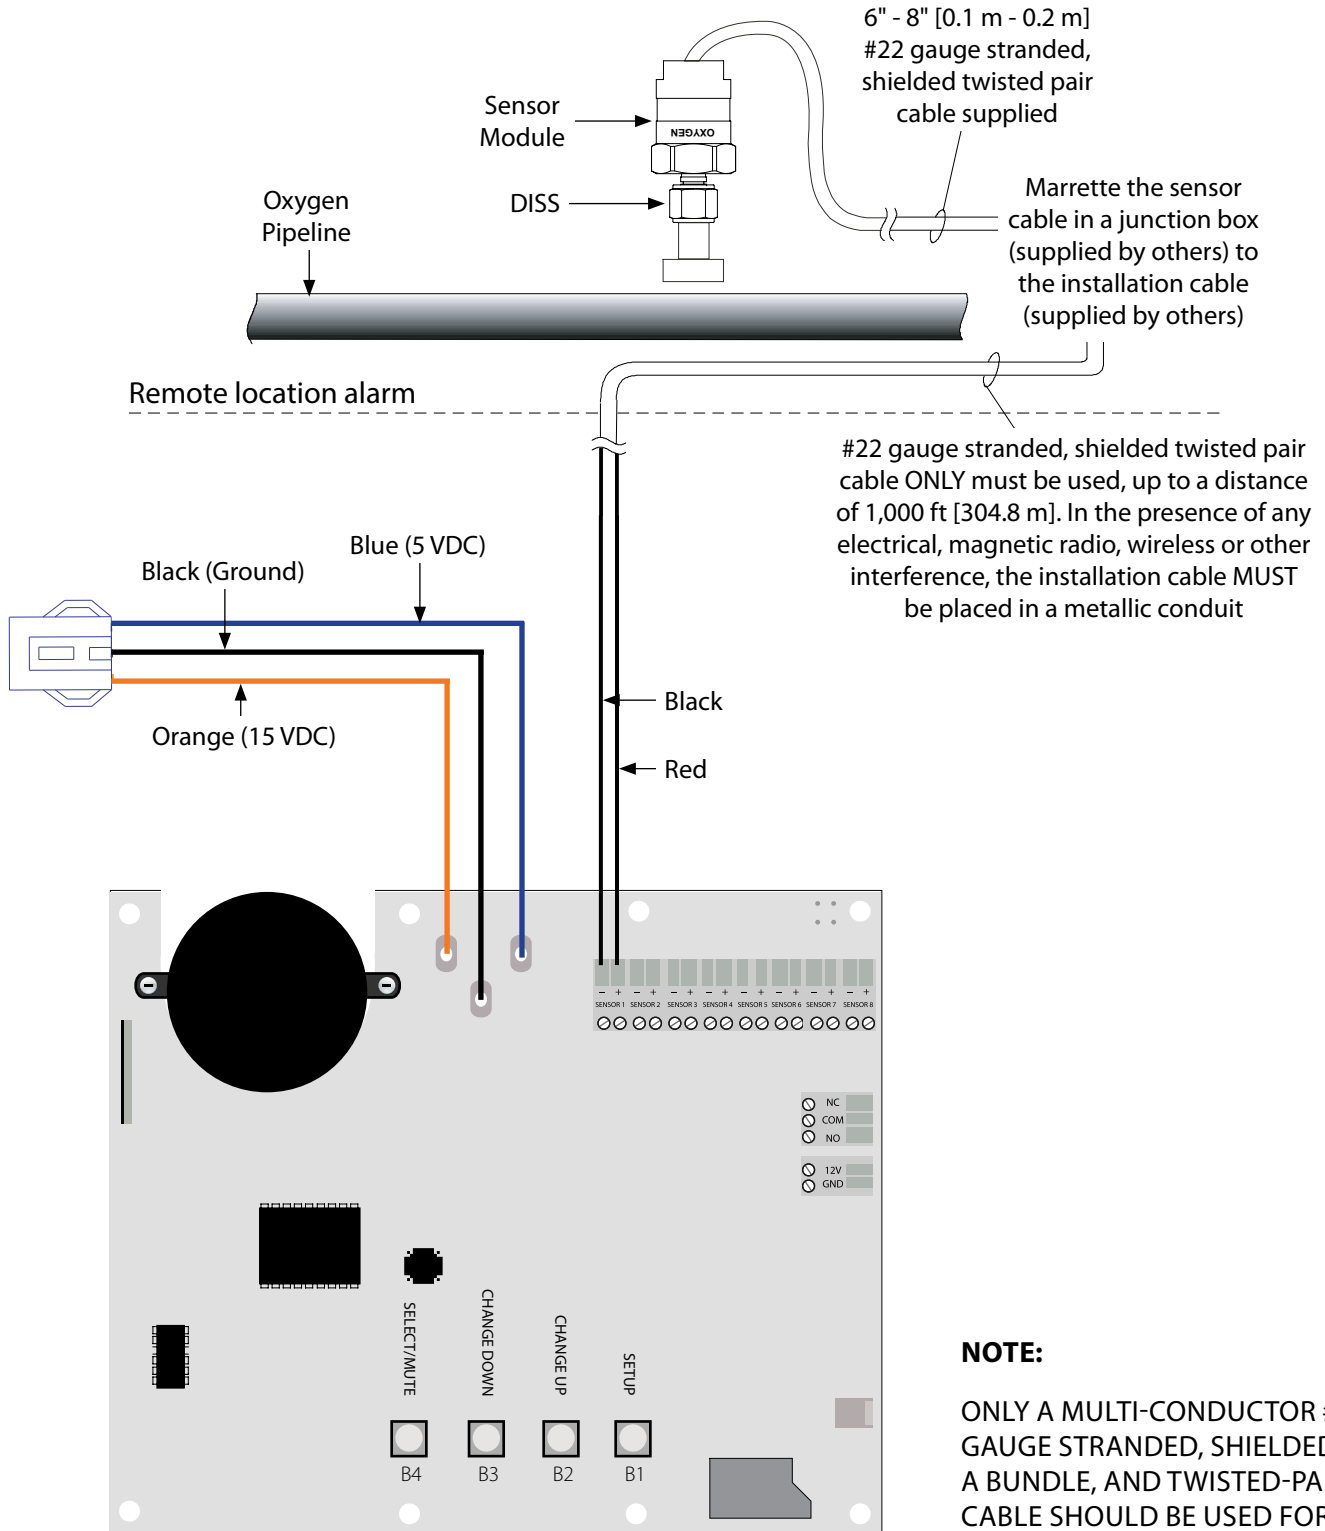 6" - 8" [0.1 m - 0.2 m]
#22 gauge stranded,
shielded twisted pair
cable supplied
Sensor
Module
OXYGEN
DISS
Oxygen
Pipeline
Marrette the sensor
cable in a junction box
(supplied by others) to
the installation cable
(supplied by others)
Remote location alarm
#22 gauge stranded, shielded twisted pair
cable ONLY must be used, up to a distance
of 1,000 ft [304.8 m]. In the presence of any
electrical, magnetic radio, wireless or other
interference, the installation cable MUST
be placed in a metallic conduit
Blue (5 VDC)
Black (Ground)
Orange (15 VDC)
Black
Red
– + – + – + – + – + – + – + – +
SENSOR 1 SENSOR 2 SENSOR 3 SENSOR 4 SENSOR 5 SENSOR 6 SENSOR 7 SENSOR 8
NC
COM
NO
12V
GND
SELECT/MUTE
CHANGE DOWN
CHANGE UP
SETUP
B4 B3 B2 B1
NOTE:
ONLY A MULTI-CONDUCTOR
GAUGE STRANDED, SHIELDED
A BUNDLE, AND TWISTED-PA
CABLE SHOULD BE USED FOR